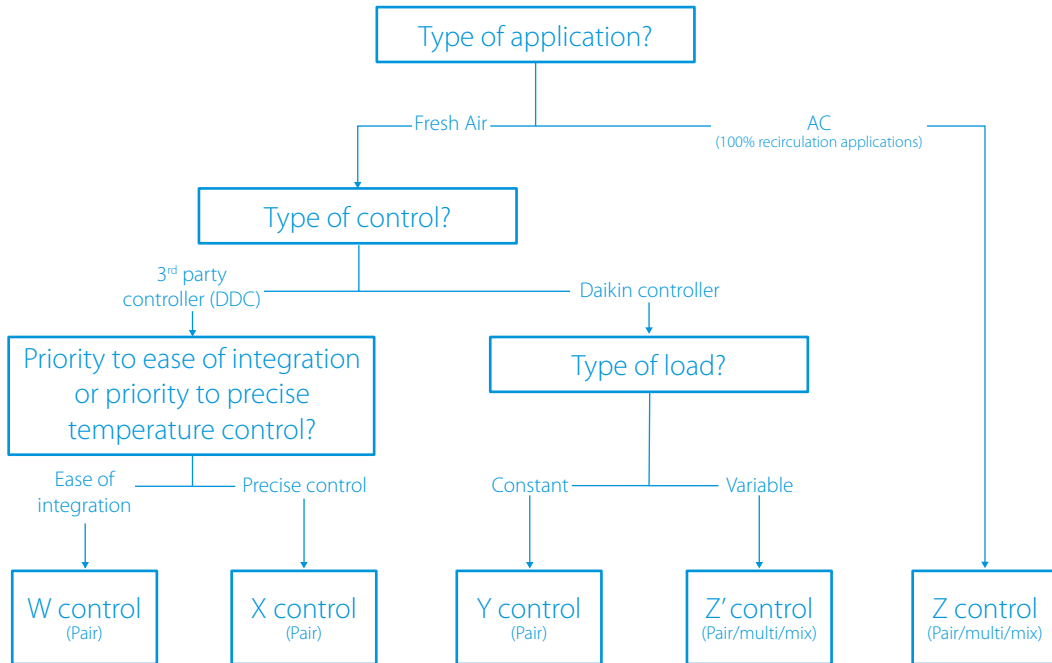 Type of application?
Fresh Air
AC
(100% recirculation applications)
Type of control?
3rd party
controller (DDC)
Daikin controller
Priority to ease of integration
or priority to precise
temperature control?
Type of load?
Ease of
integration
Precise control
Constant
Variable
W control
(Pair)
X control
(Pair)
Y control
(Pair)
Z’ control
(Pair/multi/mix)
Z control
(Pair/multi/mix)